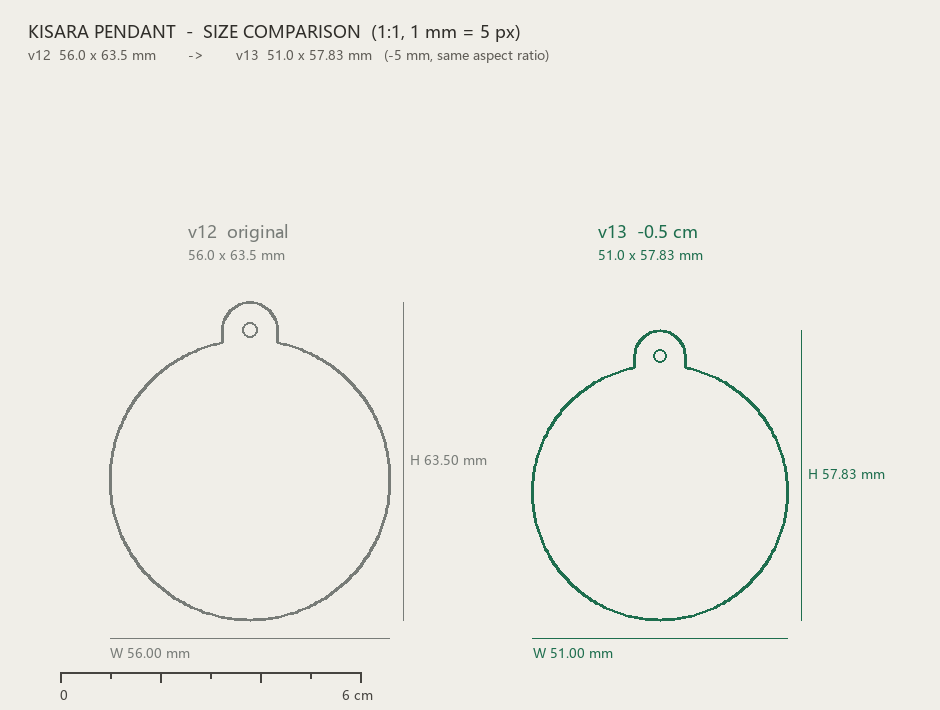 KISARA PENDANT - SIZE COMPARISON (1:1, 1 mm = 5 px)
v12 56.0 x 63.5 mm -> v13 51.0 x 57.83 mm (-5 mm, same aspect ratio)
v12 original
56.0 x 63.5 mm
v13 -0.5 cm
51.0 x 57.83 mm
H 63.50 mm
H 57.83 mm
W 56.00 mm
W 51.00 mm
0
6 cm